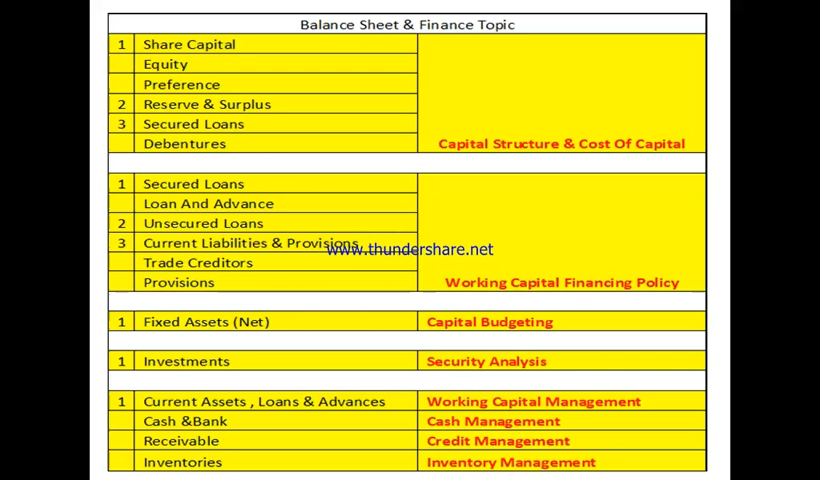 Balance Sheet & Finance Topic
1 Share Capital
Equity
Preference
2 Reserve & Surplus
3 Secured Loans
Debentures Capital Structure & Cost Of Capital
1 Secured Loans
Loan And Advance
2 Unsecured Loans
3 Current Liabilities & Provisions
www.thundershare.net
Trade Creditors
Provisions Working Capital Financing Policy
1 Fixed Assets (Net) Capital Budgeting
1 Investments Security Analysis
1 Current Assets , Loans & Advances Working Capital Management
Cash &Bank Cash Management
Receivable Credit Management
Inventories Inventory Management